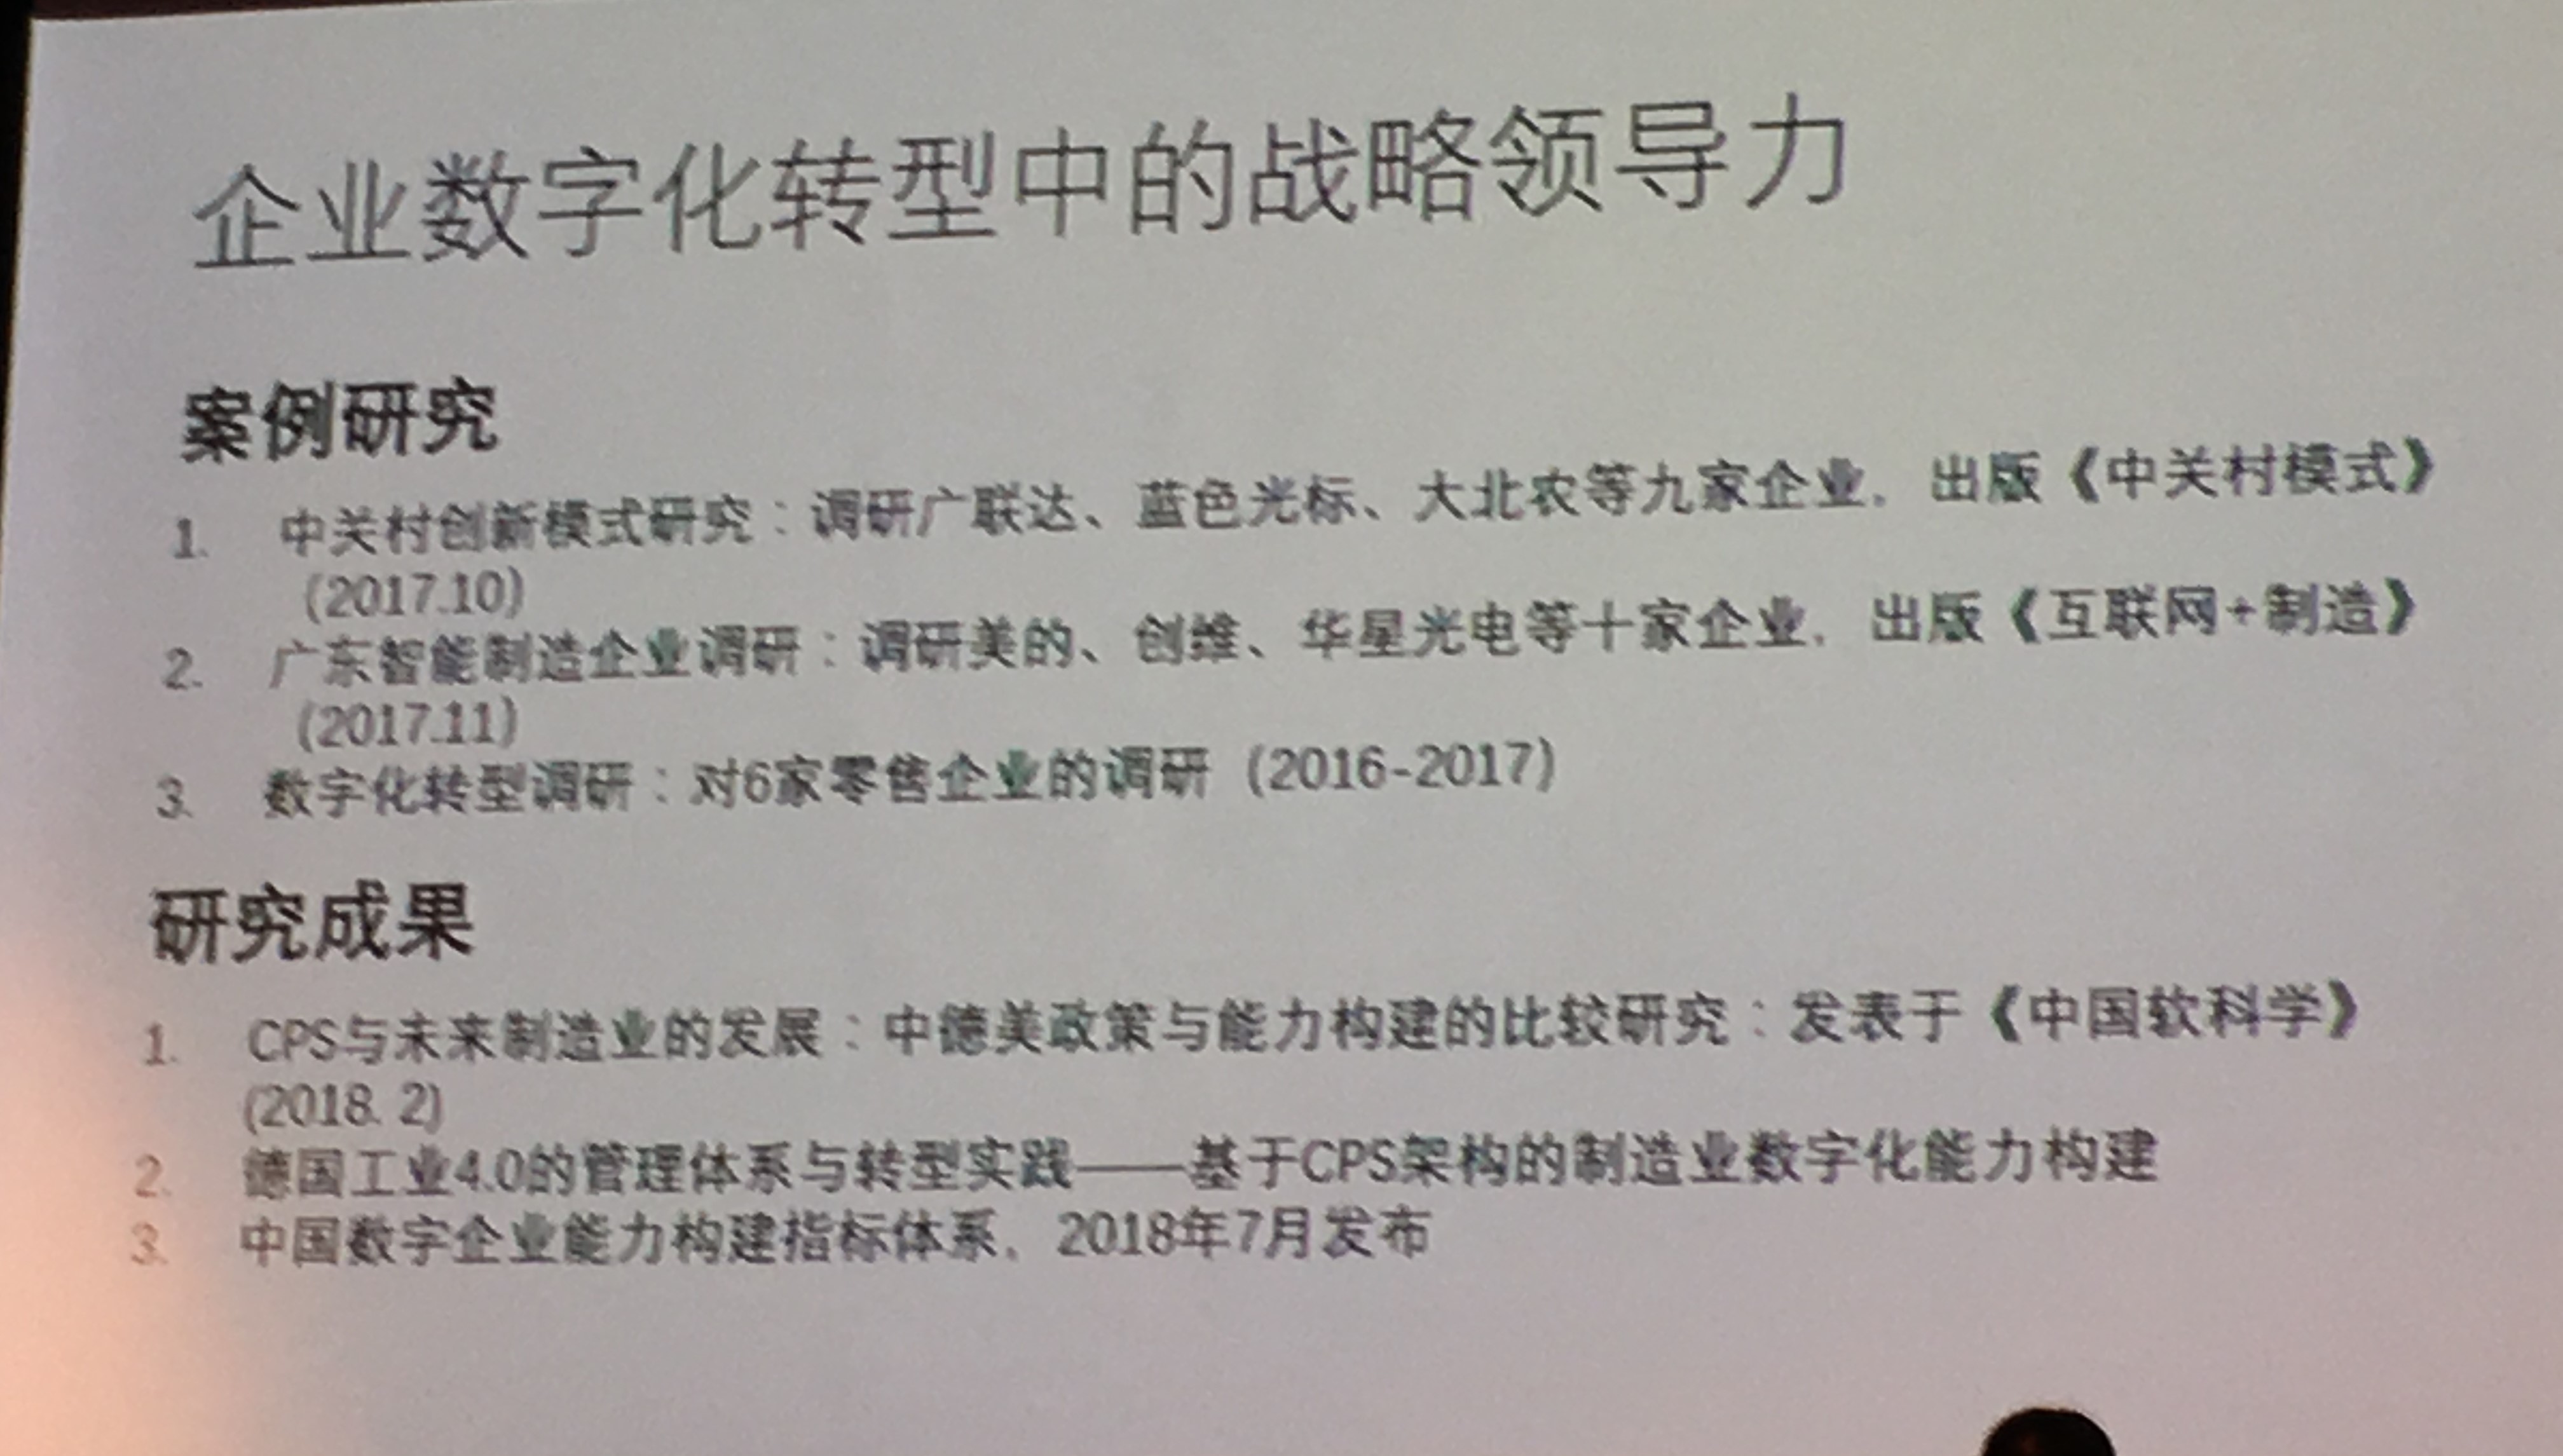 企业数字化转型中的战略领导力
案例研究
1. 中关村创新模式研究：调研广联达、蓝色光标、大北农等九家企业，出版《中关村模式》
（2017.10）
2. 广东智能制造企业调研：调研美的、创维、华星光电等十家企业，出版《互联网+制造》
（2017.11）
3. 数字化转型调研：对6家零售企业的调研（2016-2017）
研究成果
1. CPS与未来制造业的发展：中德美政策与能力构建的比较研究：发表于《中国软科学》
(2018. 2)
2. 德国工业4.0的管理体系与转型实践——基于CPS架构的制造业数字化能力构建
3. 中国数字企业能力构建指标体系，2018年7月发布